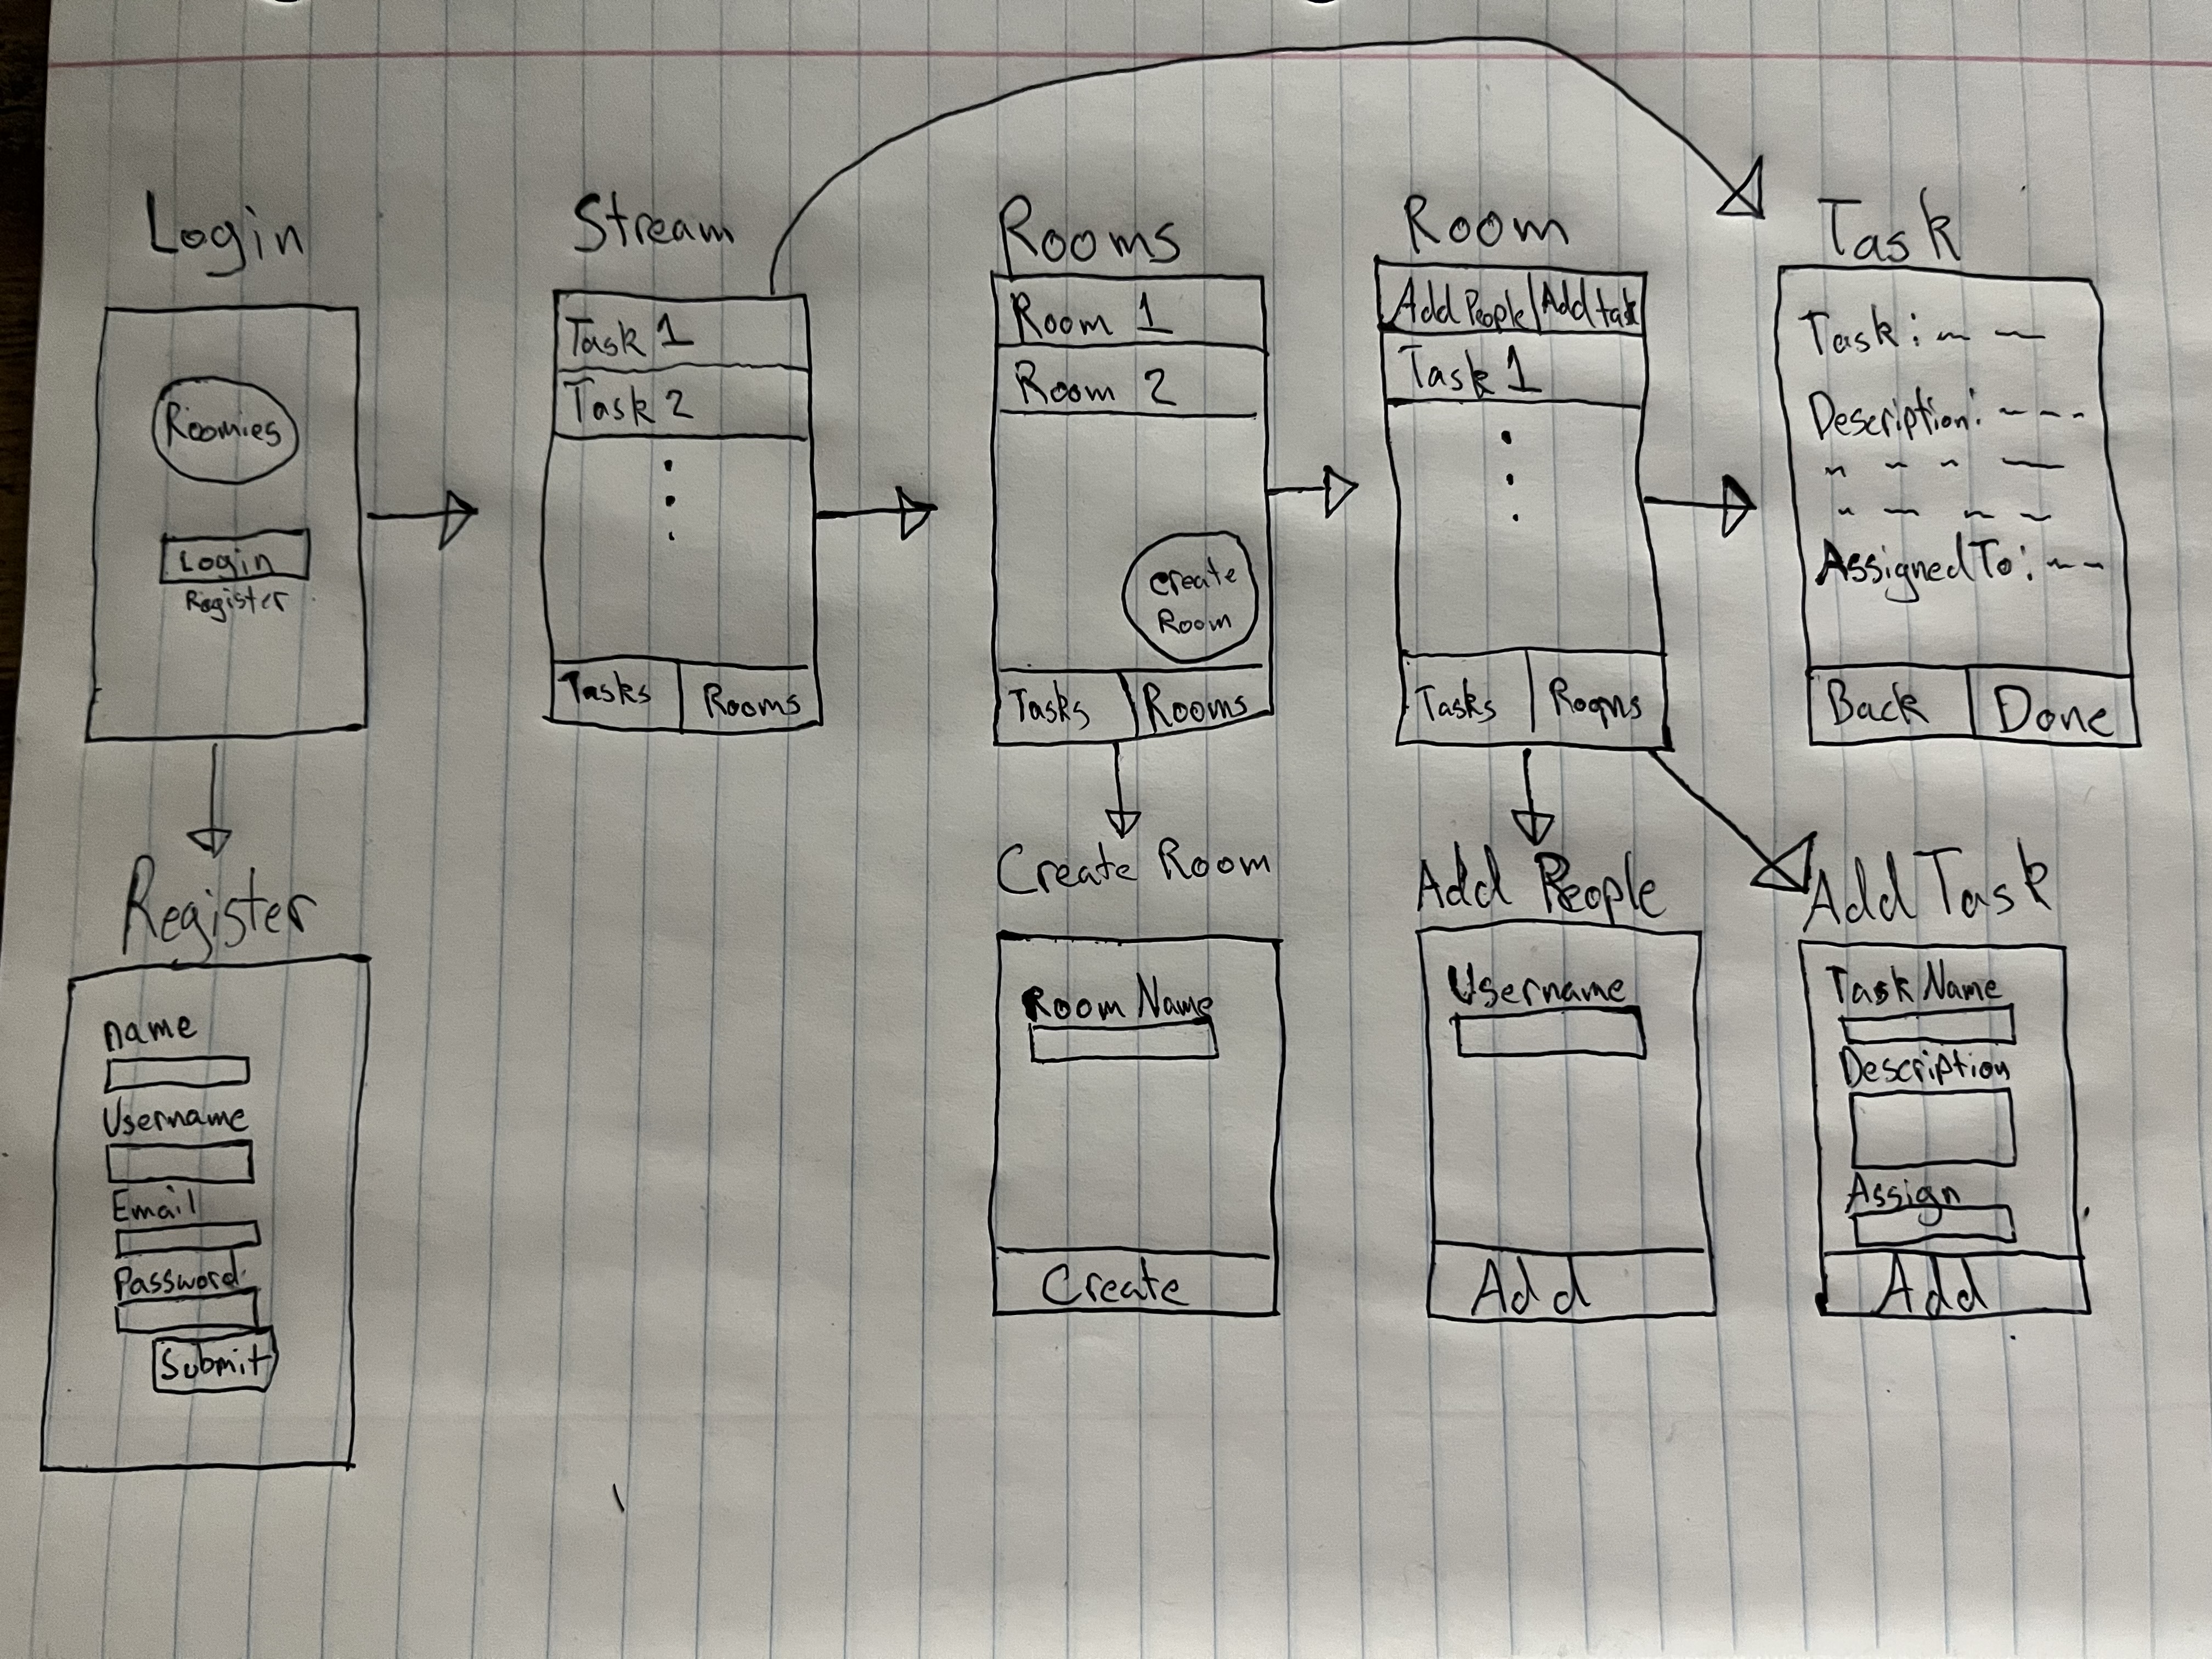 Login
Roomies
Login
Register
Stream
Task 1
Task 2
Tasks
Rooms
Rooms
Room 1
Room 2
create
Room
Tasks
Rooms
Room
Add People
Add task
Task 1
Tasks
Rooms
Task
Task:
Description:
Assigned To:
Back
Done
Register
name
Username
Email
Password
Submit
Create Room
Room Name
Create
Add People
Username
Add
Add Task
Task Name
Description
Assign
Add